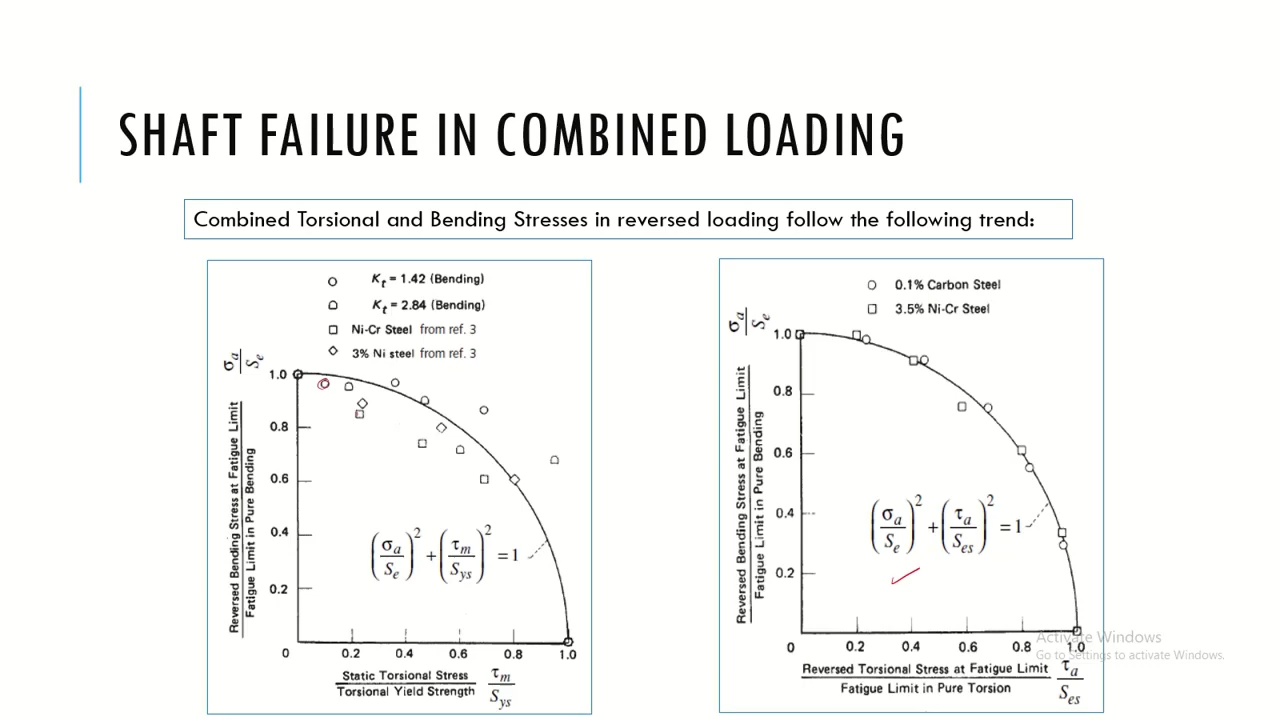 SHAFT FAILURE IN COMBINED LOADING
Combined Torsional and Bending Stresses in reversed loading follow the following trend:
Kt = 1.42 (Bending)
Kt = 2.84 (Bending)
Ni-Cr Steel from ref. 3
3% Ni steel from ref. 3
σa
Se
Reversed Bending Stress at Fatigue Limit
Fatigue Limit in Pure Bending
1.0
0.8
0.6
0.4
0.2
(σa/Se)² + (τm/Sys)² = 1
0 0.2 0.4 0.6 0.8 1.0
Static Torsional Stress
Torsional Yield Strength
τm
Sys
0.1% Carbon Steel
3.5% Ni-Cr Steel
σa
Se
Reversed Bending Stress at Fatigue Limit
Fatigue Limit in Pure Bending
1.0
0.8
0.6
0.4
0.2
(σa/Se)² + (τa/Ses)² = 1
0 0.2 0.4 0.6 0.8 1.0
Reversed Torsional Stress at Fatigue Limit
Fatigue Limit in Pure Torsion
τa
Ses
Activate Windows
Go to Settings to activate Windows.